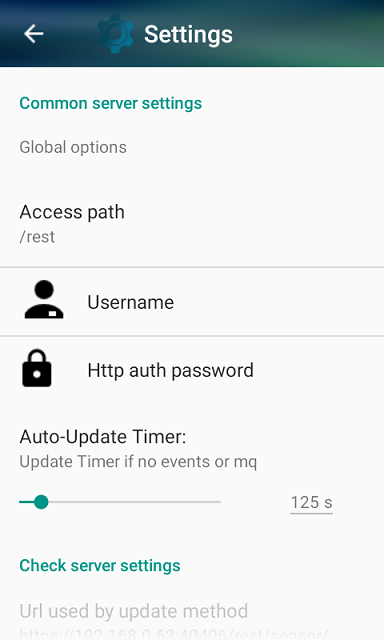 Settings
Common server settings
Global options
Access path
/rest
Username
Http auth password
Auto-Update Timer:
Update Timer if no events or mq
125 s
Check server settings
Url used by update method
https://192.168.0.63:40406/rest/censor/